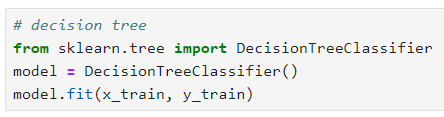 # decision tree
from sklearn.tree import DecisionTreeClassifier
model = DecisionTreeClassifier()
model.fit(x_train, y_train)